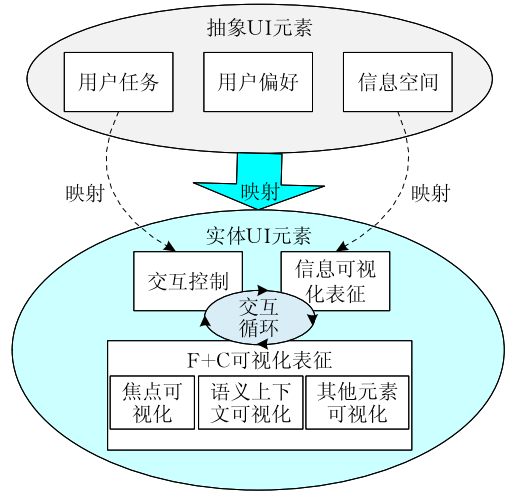 抽象UI元素
用户任务
用户偏好
信息空间
映射
映射
映射
实体UI元素
交互控制
信息可视
化表征
交互
循环
F+C可视化表征
焦点可
视化
语义上下
文可视化
其他元素
可视化